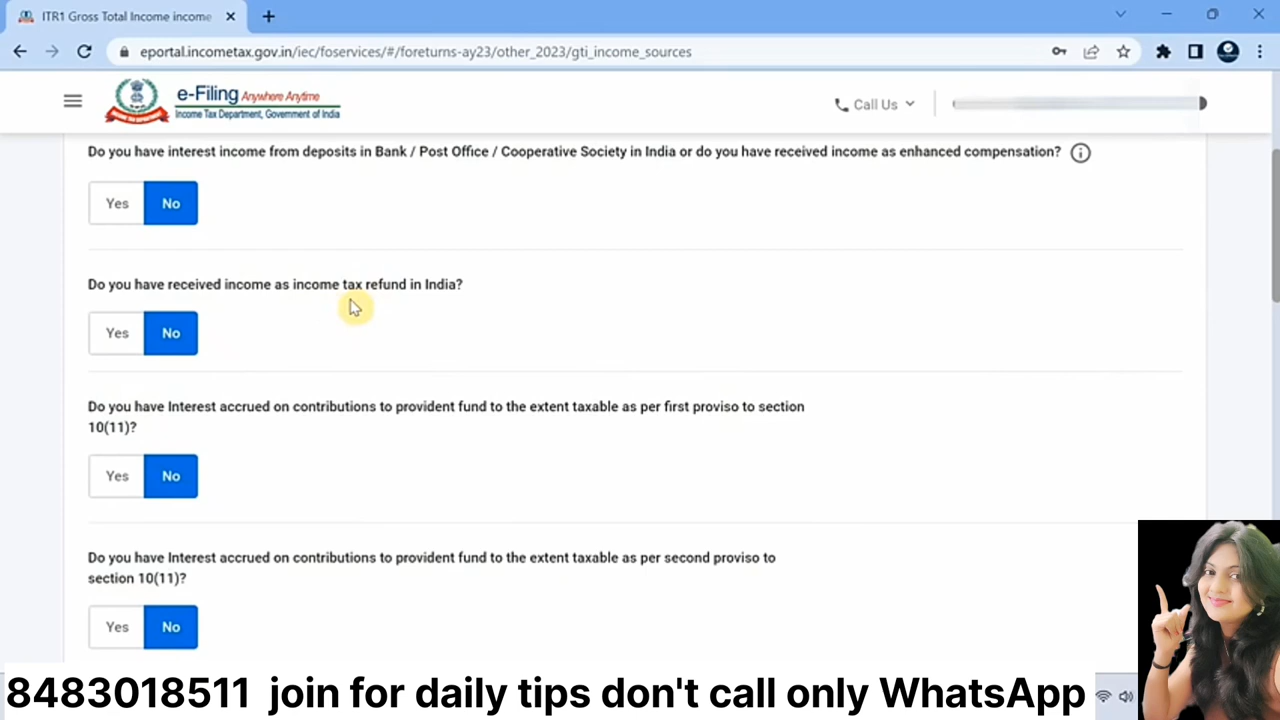 ITR1 Gross Total Income income
eportal.incometax.gov.in/iec/foservices/#/foreturns-ay23/other_2023/gti_income_sources
e-Filing Anywhere Anytime
Income Tax Department, Government of India
Call Us
Do you have interest income from deposits in Bank / Post Office / Cooperative Society in India or do you have received income as enhanced compensation?
Yes No
Do you have received income as income tax refund in India?
Yes No
Do you have Interest accrued on contributions to provident fund to the extent taxable as per first proviso to section
10(11)?
Yes No
Do you have Interest accrued on contributions to provident fund to the extent taxable as per second proviso to
section 10(11)?
Yes No
8483018511 join for daily tips don't call only WhatsApp